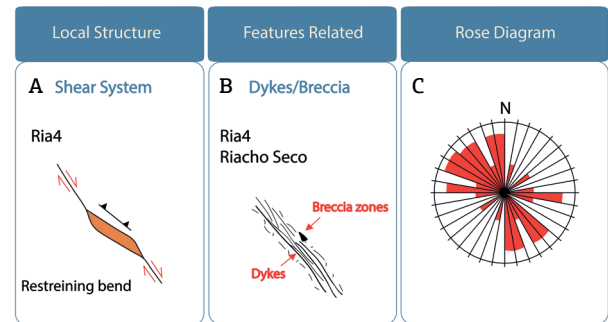 Local Structure
Features Related
Rose Diagram
A Shear System
Ria4
Restreining bend
B Dykes/Breccia
Ria4
Riacho Seco
Breccia zones
Dykes
C
N